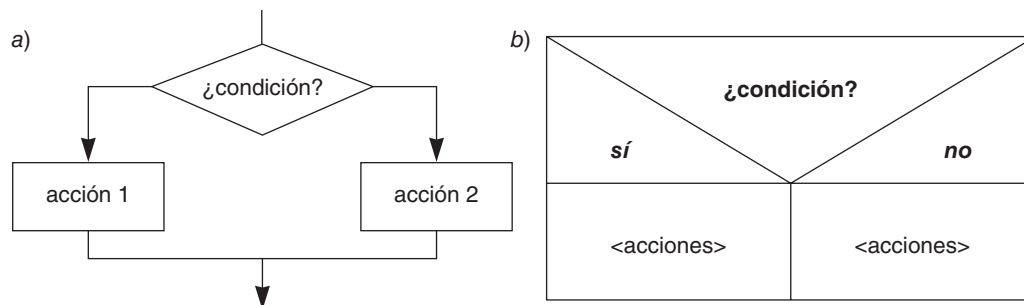 a)
¿condición?
acción 1
acción 2
b)
¿condición?
sí
no
<acciones>
<acciones>